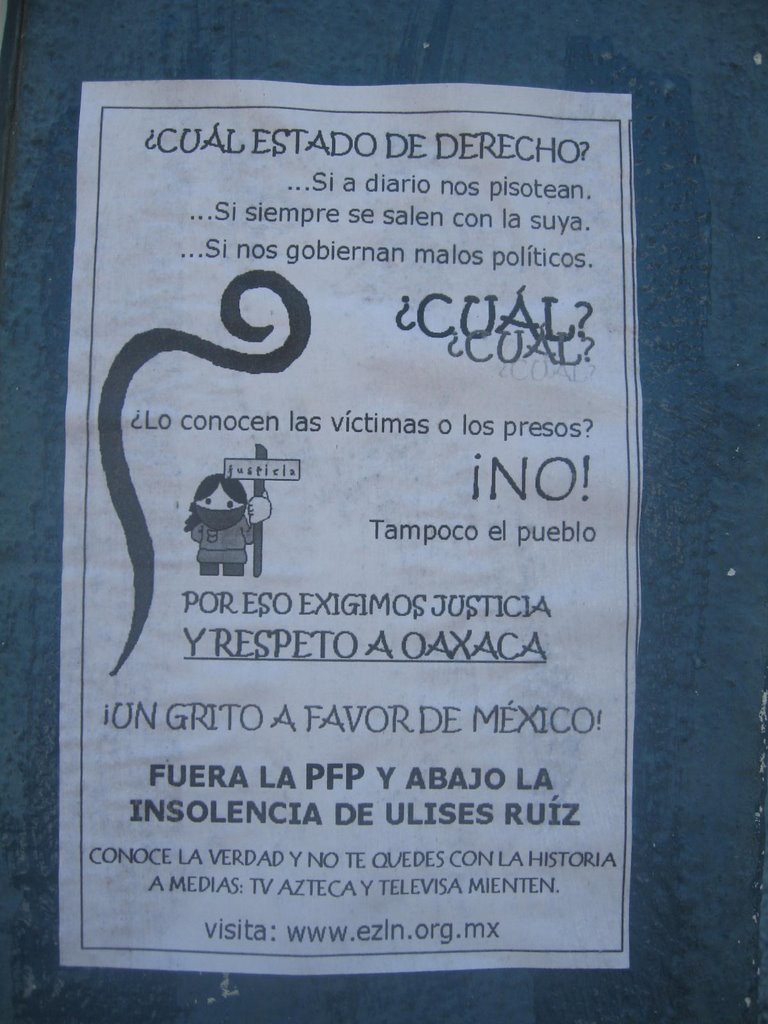 ¿CUÁL ESTADO DE DERECHO?
...Si a diario nos pisotean.
...Si siempre se salen con la suya.
...Si nos gobiernan malos políticos.
¿CUÁL?
¿CUÁL?
¿CUAL?
¿Lo conocen las víctimas o los presos?
justicia
¡NO!
Tampoco el pueblo
POR ESO EXIGIMOS JUSTICIA
Y RESPETO A OAXACA
¡UN GRITO A FAVOR DE MÉXICO!
FUERA LA PFP Y ABAJO LA
INSOLENCIA DE ULISES RUÍZ
CONOCE LA VERDAD Y NO TE QUEDES CON LA HISTORIA
A MEDIAS: TV AZTECA Y TELEVISA MIENTEN.
visita: www.ezln.org.mx